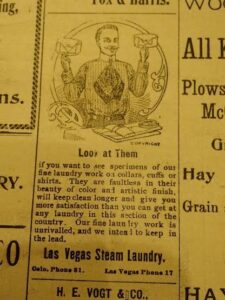 Fox & Harris.
WOO
ing,
All K
Plows
Mc
ns.
COPYRIGHT
Look at Them
if you want to see specimens of our
fine laundry work on collars, cuffs or
shirts. They are faultless in their
beauty of color and artistic finish,
will keep clean longer and give you
more satisfaction than you can get at
any laundry in this section of the
country. Our fine laundry work is
unrivalled, and we intend to keep in
the lead.
Las Vegas Steam Laundry.
Colo. Phone 81. Las Vegas Phone 17
G
Hay
Grain
RY.
HAY
H. E. VOGT & CO.,